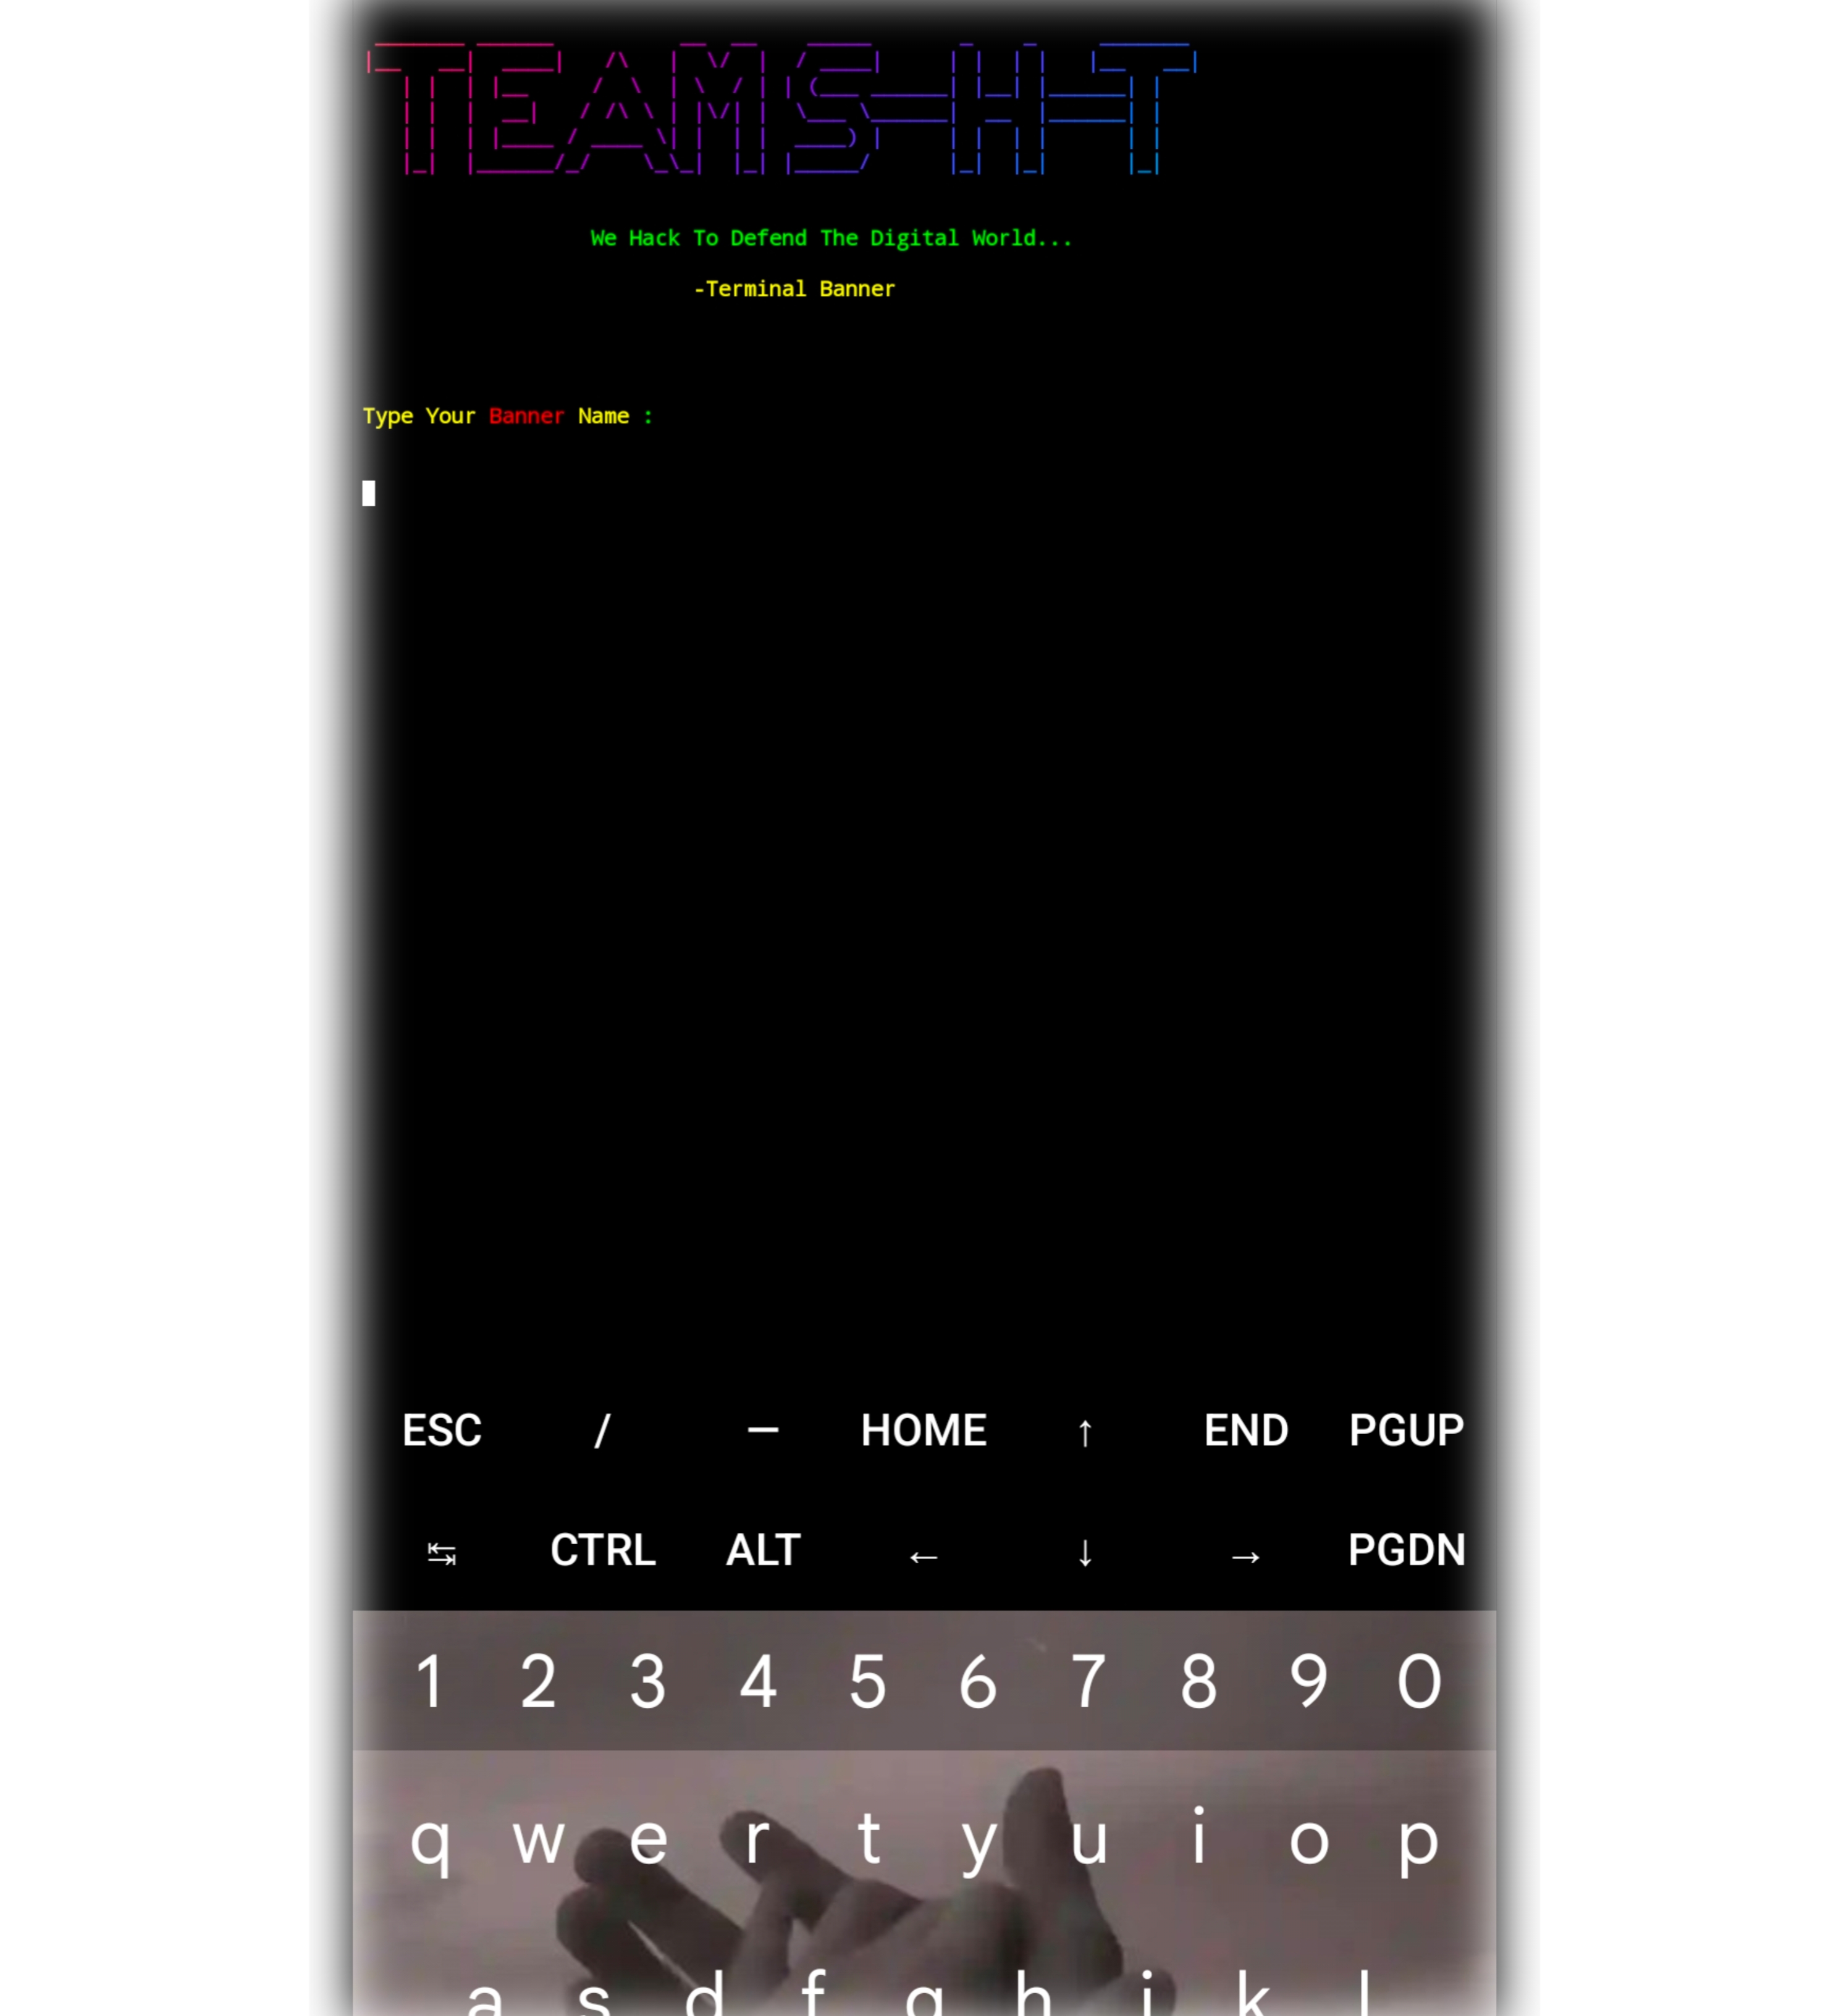 TEAMS-H-T
We Hack To Defend The Digital World...
-Terminal Banner
Type Your Banner Name :
ESC / — HOME ↑ END PGUP
↹ CTRL ALT ← ↓ → PGDN
1 2 3 4 5 6 7 8 9 0
q w e r t y u i o p
a s d f g h j k l